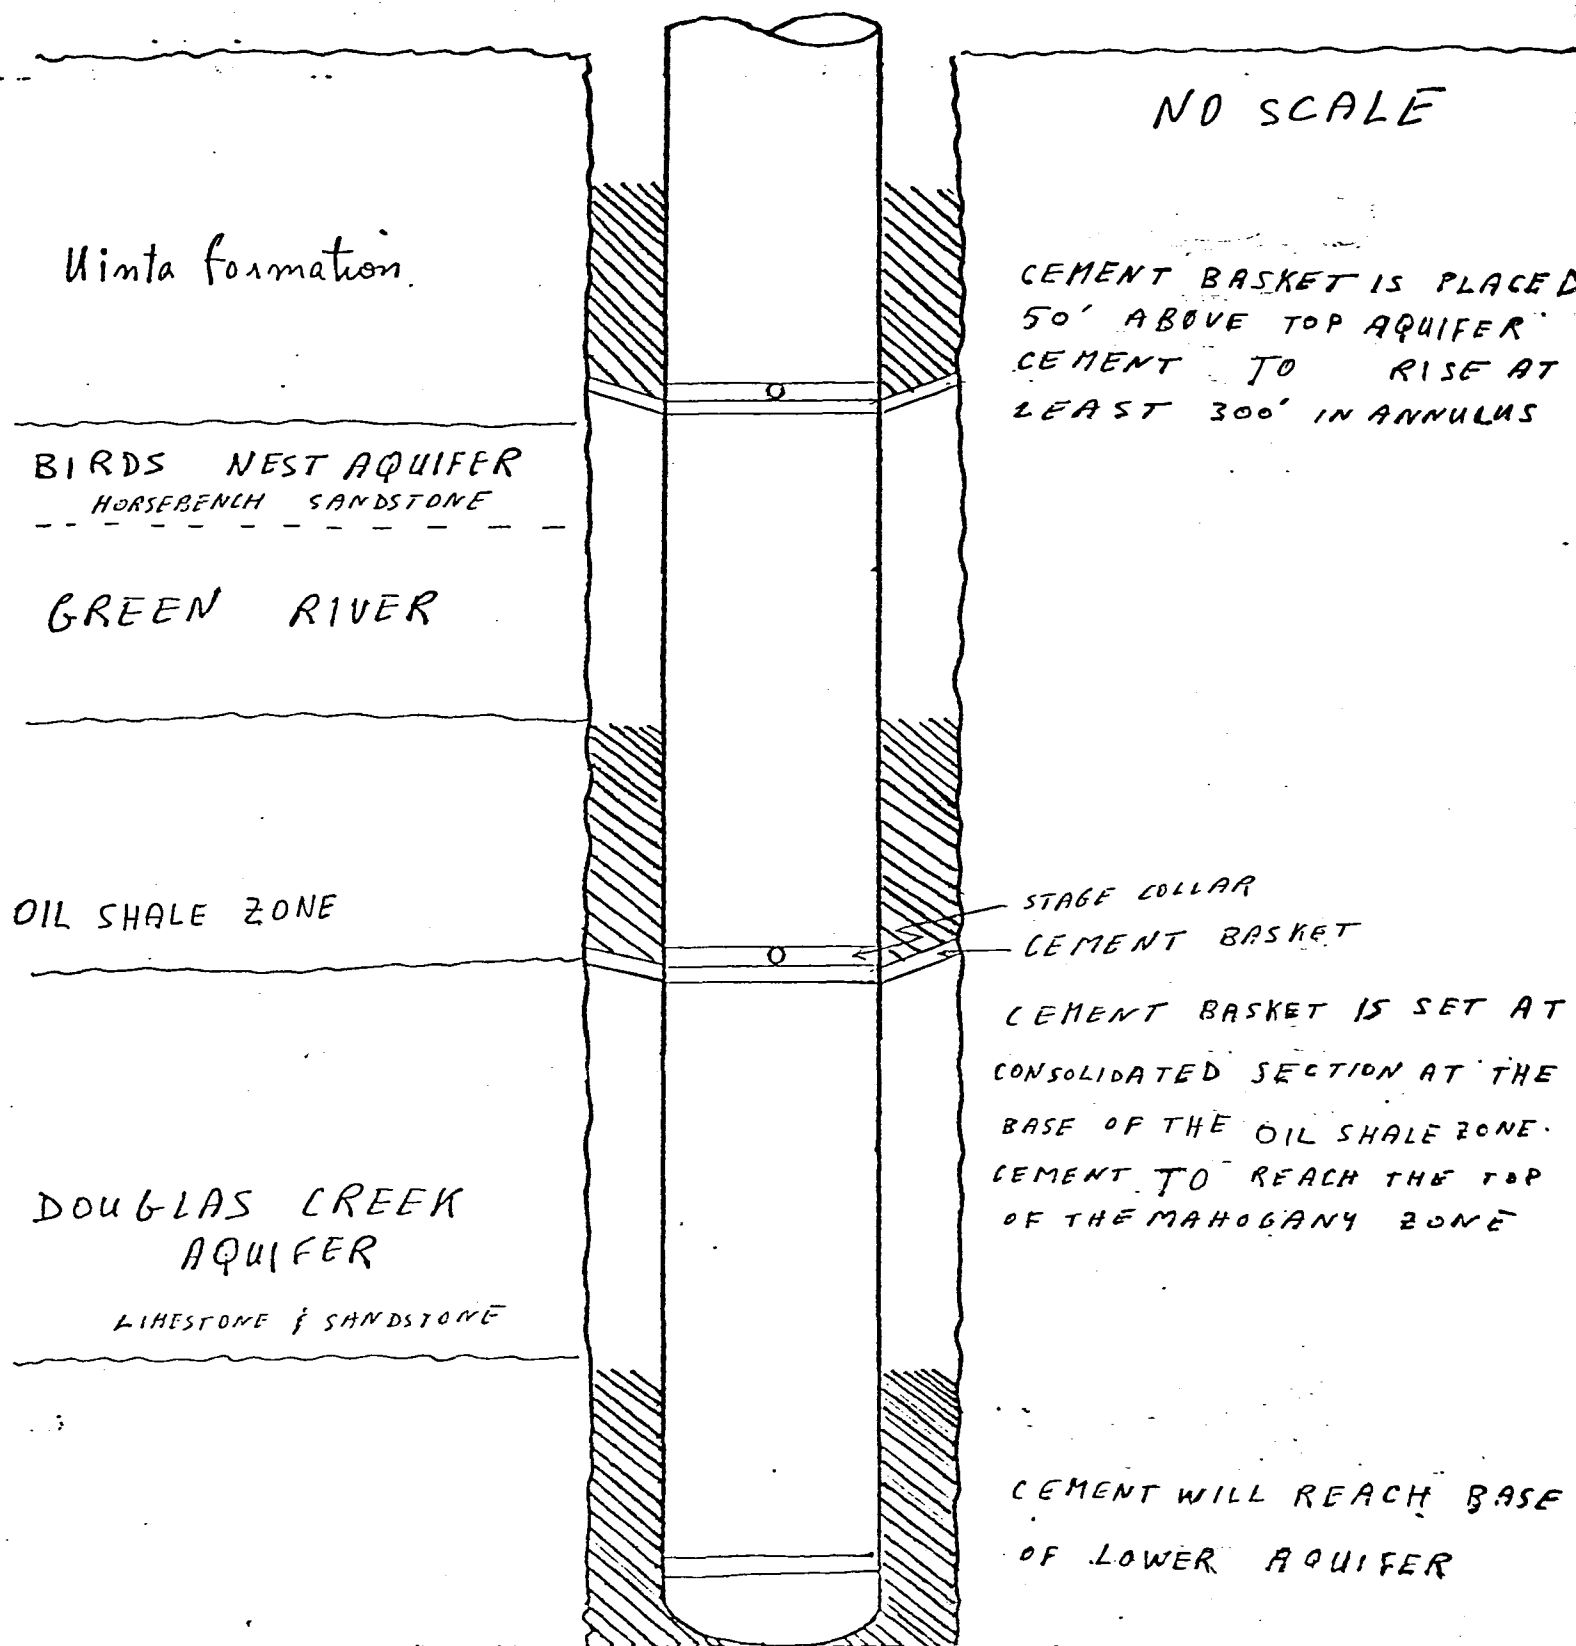 NO SCALE
Uinta formation.
CEMENT BASKET IS PLACED
50' ABOVE TOP AQUIFER
CEMENT TO RISE AT
LEAST 300' IN ANNULUS
BIRDS NEST AQUIFER
HORSEBENCH SANDSTONE
GREEN RIVER
OIL SHALE ZONE
STAGE COLLAR
CEMENT BASKET
CEMENT BASKET IS SET AT
CONSOLIDATED SECTION AT THE
BASE OF THE OIL SHALE ZONE.
CEMENT TO REACH THE TOP
OF THE MAHOGANY ZONE
DOUGLAS CREEK
AQUIFER
LIMESTONE & SANDSTONE
CEMENT WILL REACH BASE
OF LOWER AQUIFER